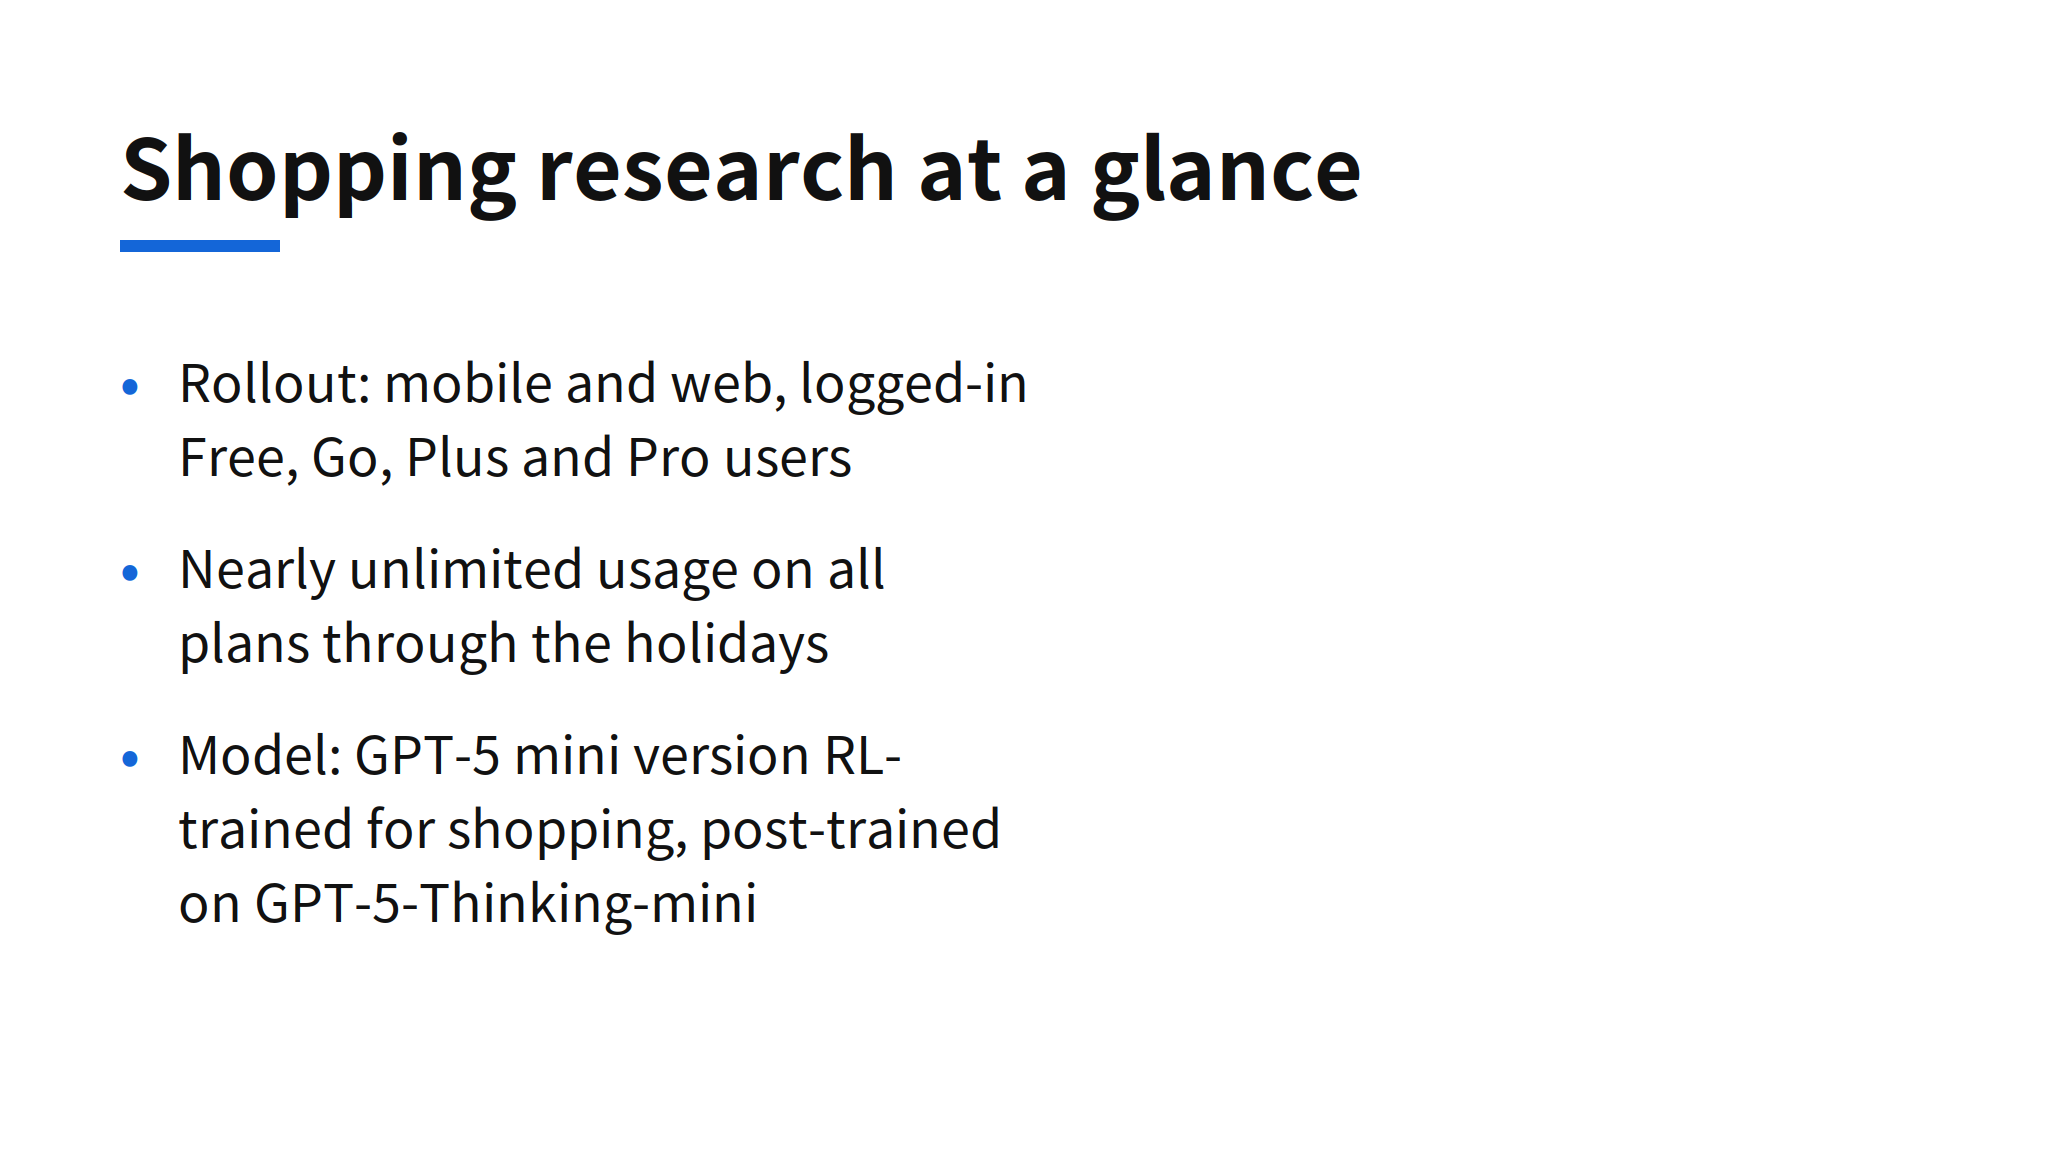 Shopping research at a glance
• Rollout: mobile and web, logged-in
Free, Go, Plus and Pro users
• Nearly unlimited usage on all
plans through the holidays
• Model: GPT-5 mini version RL-
trained for shopping, post-trained
on GPT-5-Thinking-mini